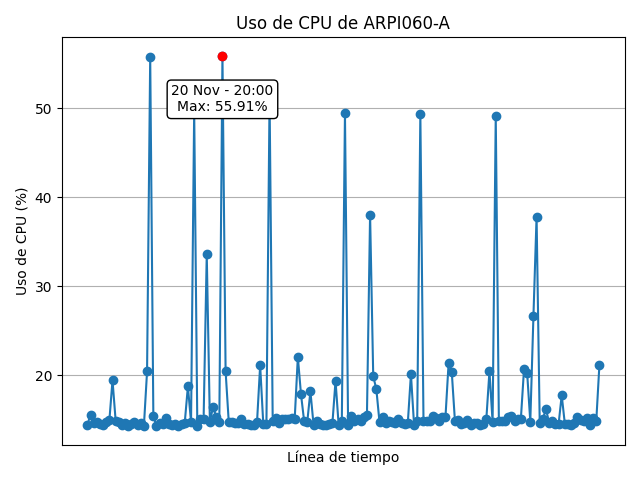 Uso de CPU de ARPI060-A
20 Nov - 20:00
Max: 55.91%
50
40
30
20
Uso de CPU (%)
Línea de tiempo